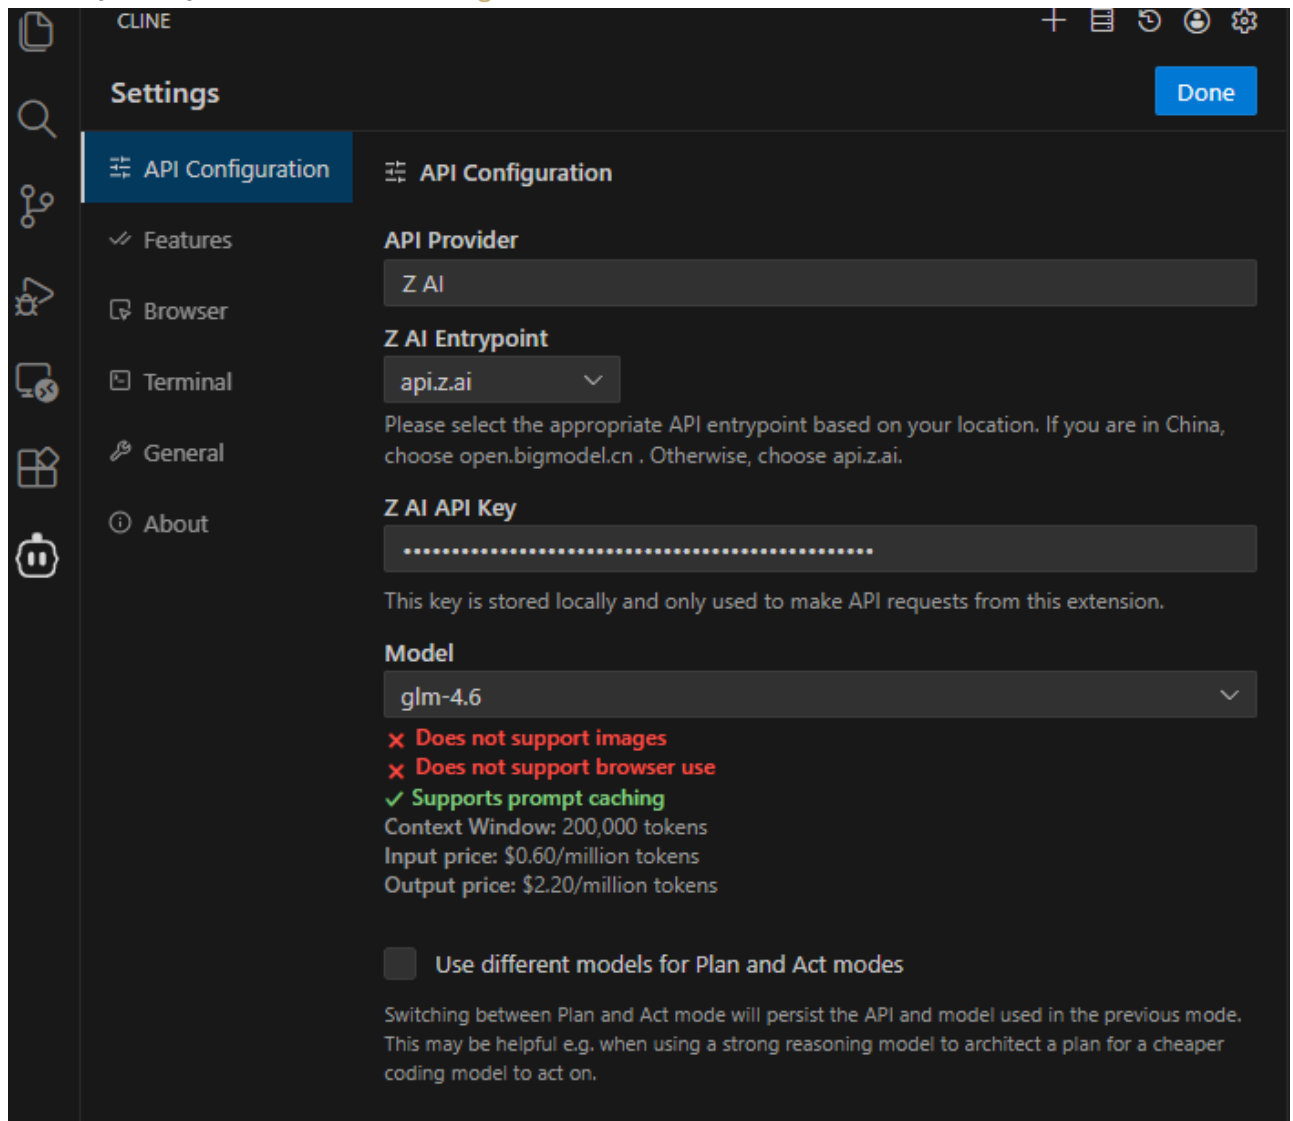 CLINE
Settings
Done
API Configuration
Features
Browser
Terminal
General
About
API Configuration
API Provider
Z AI
Z AI Entrypoint
api.z.ai
Please select the appropriate API entrypoint based on your location. If you are in China,
choose open.bigmodel.cn . Otherwise, choose api.z.ai.
Z AI API Key
•••••••••••••••••••••••••••••••••••••••••••••••••
This key is stored locally and only used to make API requests from this extension.
Model
glm-4.6
Does not support images
Does not support browser use
Supports prompt caching
Context Window: 200,000 tokens
Input price: $0.60/million tokens
Output price: $2.20/million tokens
Use different models for Plan and Act modes
Switching between Plan and Act mode will persist the API and model used in the previous mode.
This may be helpful e.g. when using a strong reasoning model to architect a plan for a cheaper
coding model to act on.